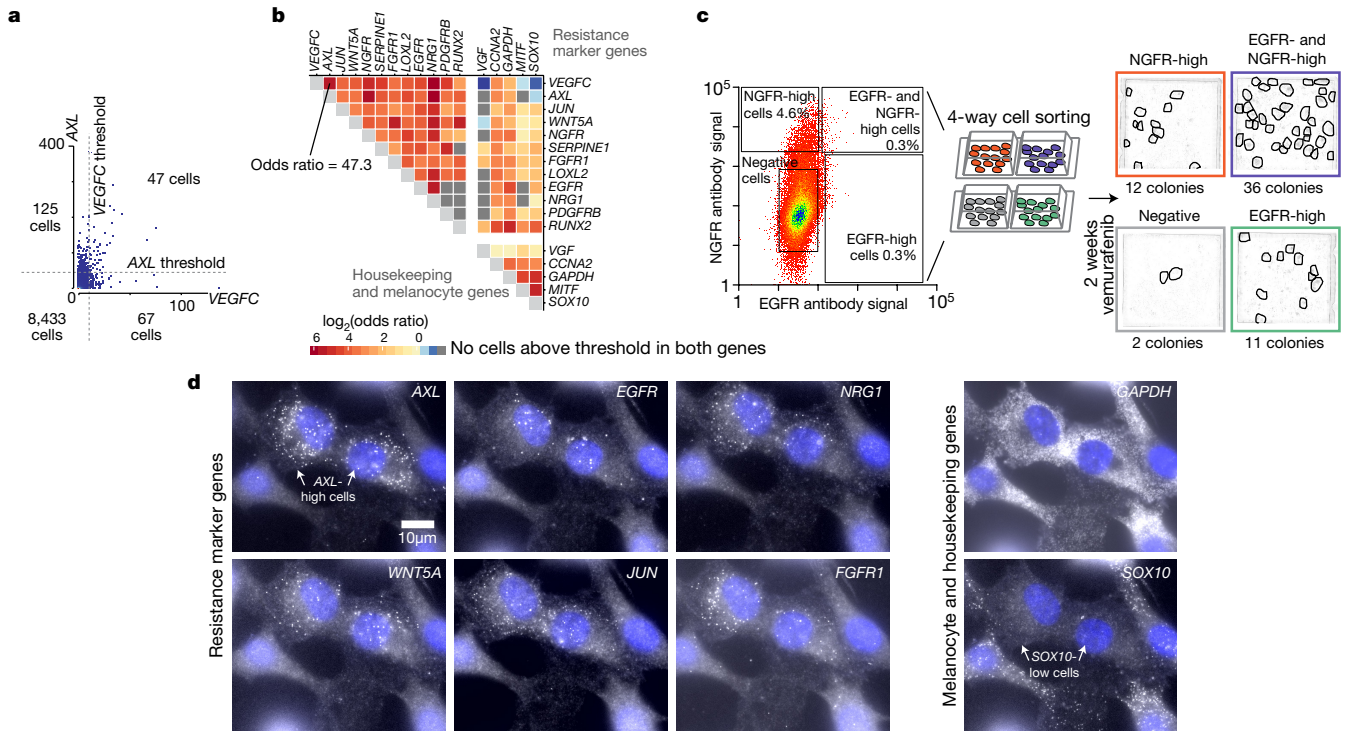 a
AXL
400
VEGFC threshold
47 cells
125
cells
AXL threshold
0
VEGFC
0
100
8,433
cells
67
cells
b
VEGFC
AXL
JUN
WNT5A
NGFR
SERPINE1
FGFR1
LOXL2
EGFR
NRG1
PDGFRB
RUNX2
VGF
CCNA2
GAPDH
MITF
SOX10
Resistance
marker genes
VEGFC
AXL
JUN
WNT5A
NGFR
SERPINE1
FGFR1
LOXL2
EGFR
NRG1
PDGFRB
RUNX2
VGF
CCNA2
GAPDH
MITF
SOX10
Odds ratio = 47.3
Housekeeping
and melanocyte genes
log2(odds ratio)
6 4 2 0
No cells above threshold in both genes
c
NGFR antibody signal
10⁵
1
1
EGFR antibody signal
10⁵
NGFR-high
cells 4.6%
EGFR- and
NGFR-
high cells
0.3%
Negative
cells
EGFR-high
cells 0.3%
4-way cell sorting
2 weeks
vemurafenib
NGFR-high
12 colonies
EGFR- and
NGFR-high
36 colonies
Negative
2 colonies
EGFR-high
11 colonies
d
Resistance marker genes
AXL
AXL-
high cells
10µm
EGFR
NRG1
WNT5A
JUN
FGFR1
Melanocyte and housekeeping genes
GAPDH
SOX10
SOX10-
low cells